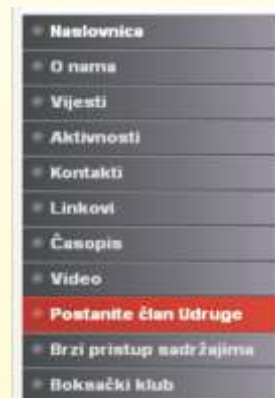 Naslovnica
O nama
Vijesti
Aktivnosti
Kontakti
Linkovi
Časopis
Video
Postanite član Udruge
Brzi pristup sadržajima
Boksački klub